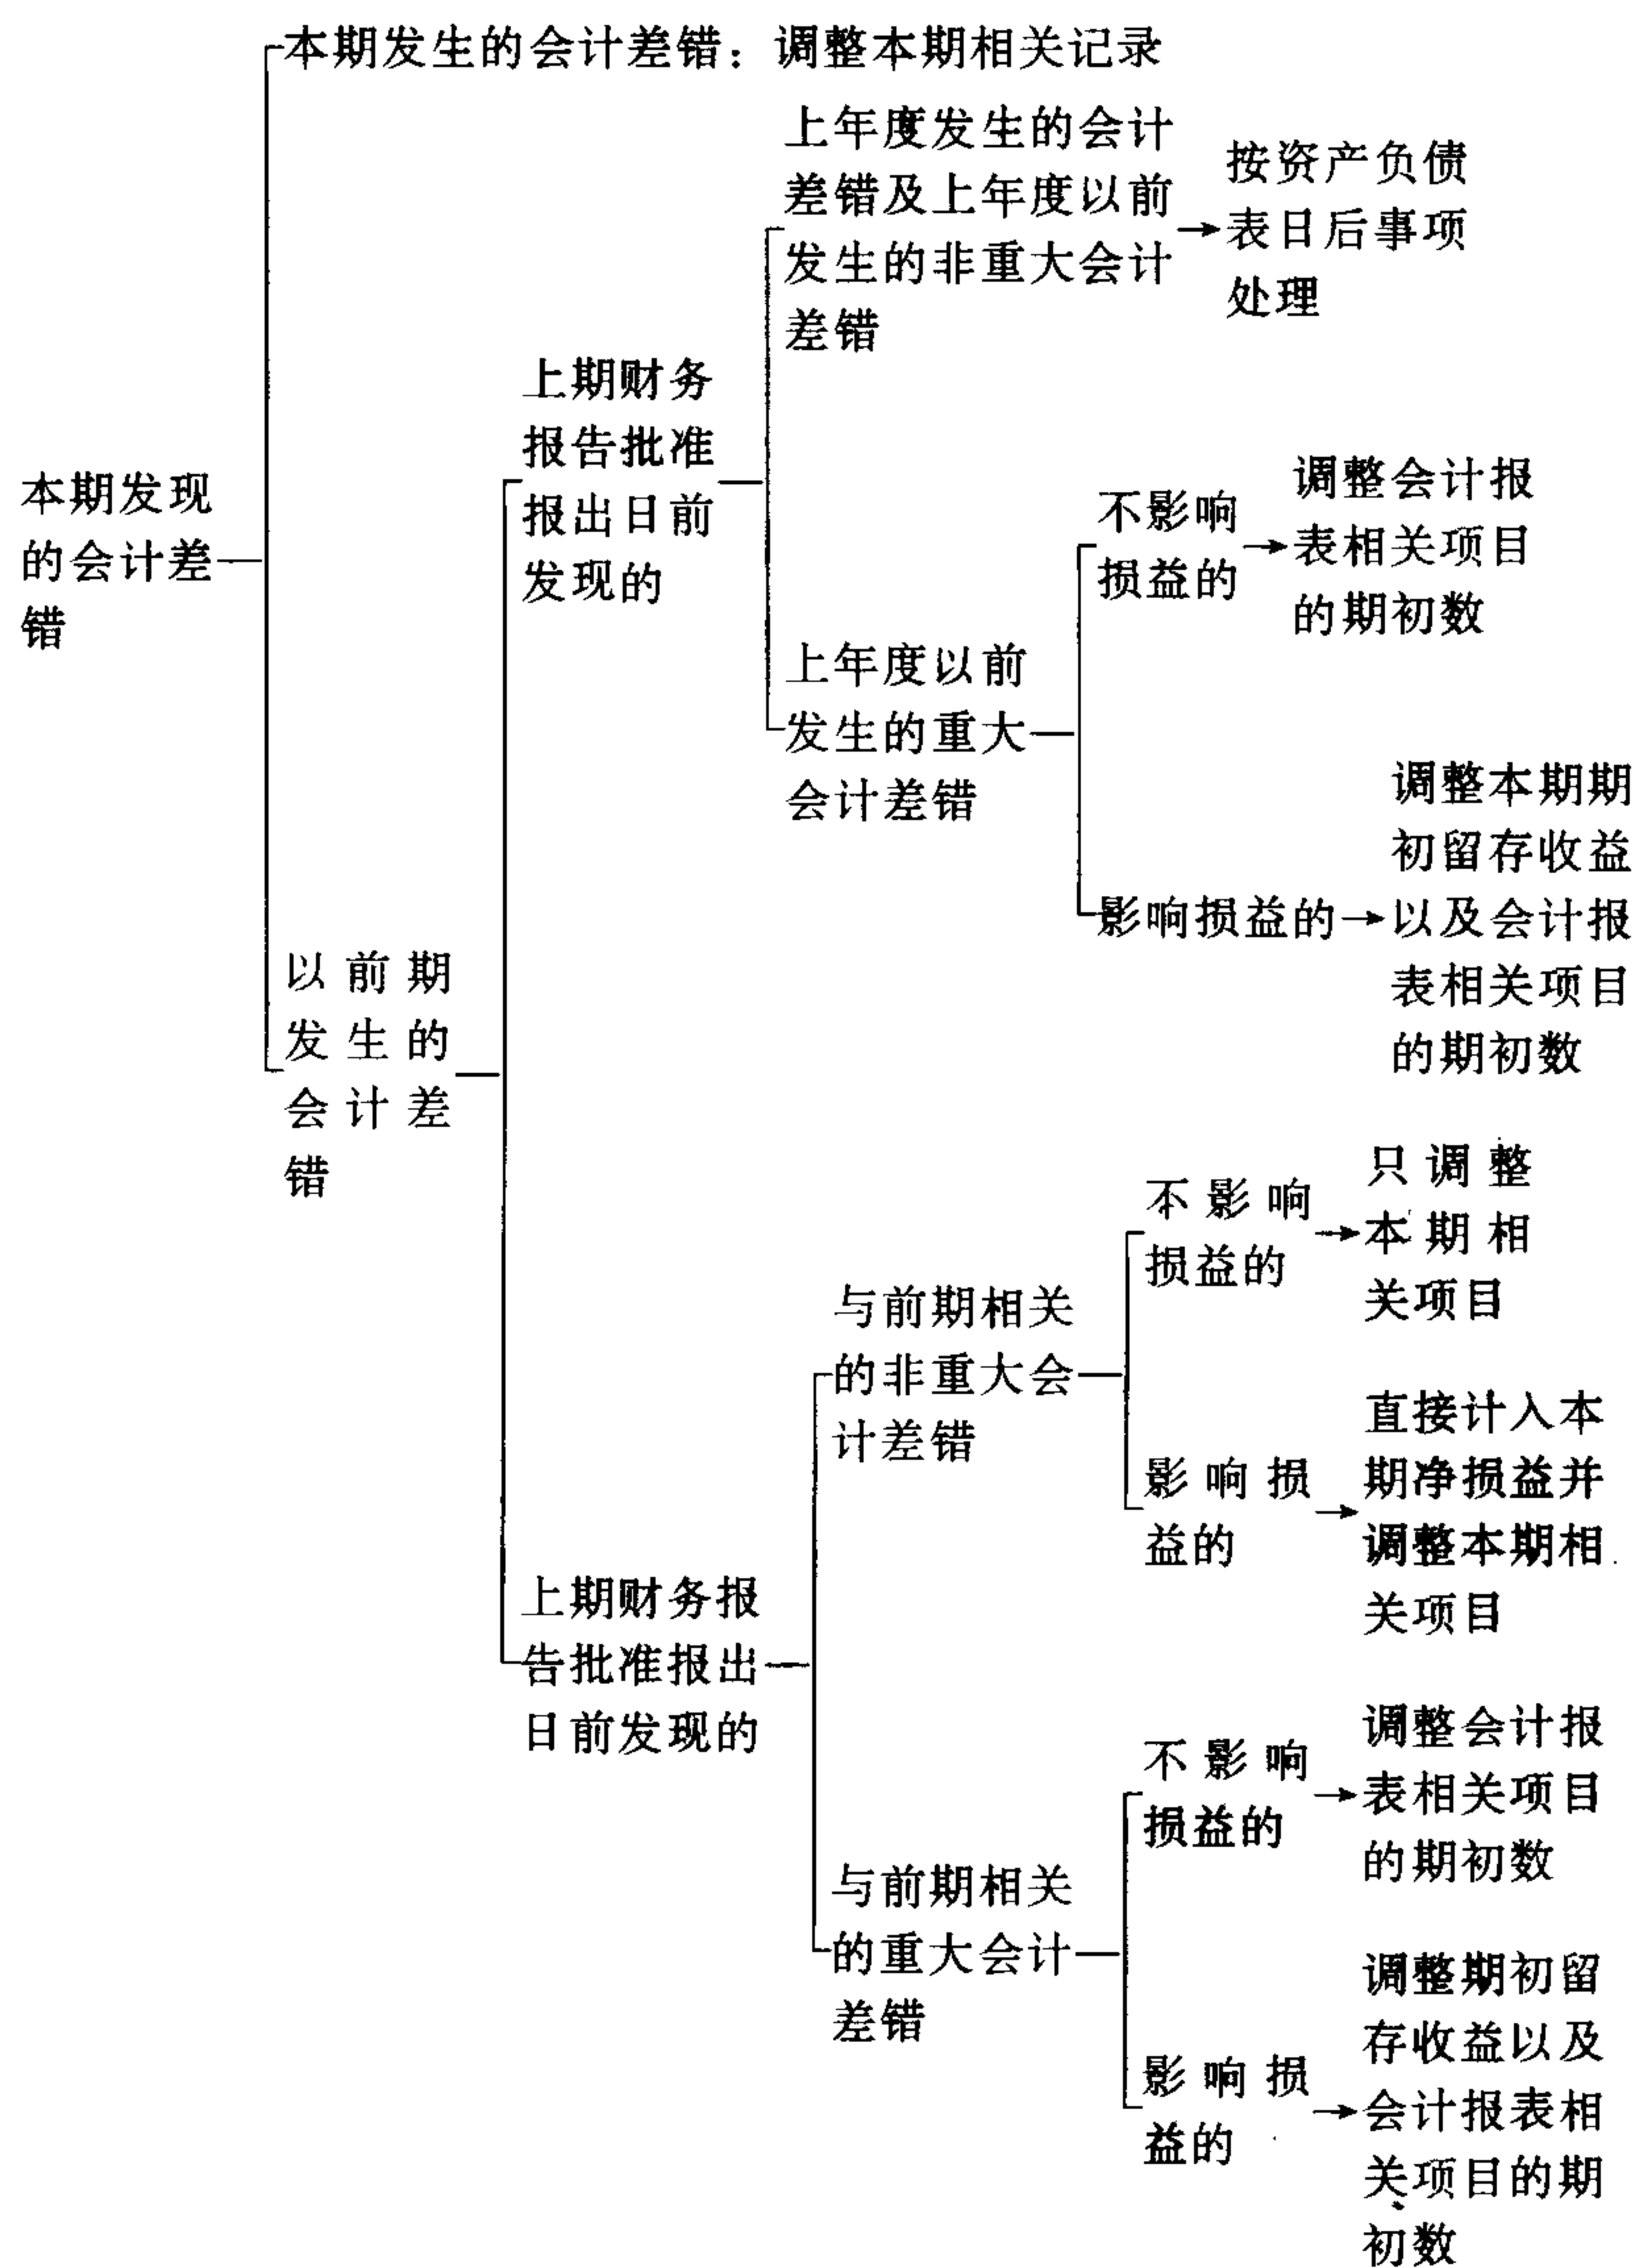 本期发生的会计差错：调整本期相关记录
上年度发生的会计
差错及上年度以前
发生的非重大会计
差错
按资产负债
表日后事项
处理
上期财务
报告批准
报出日前
发现的
本期发现
的会计差
错
不影响
损益的
调整会计报
表相关项目
的期初数
上年度以前
发生的重大
会计差错
影响损益的
调整本期期
初留存收益
以及会计报
表相关项目
的期初数
以前期
发生的
会计差
错
不影响
损益的
只调整
本期相
关项目
与前期相关
的非重大会
计差错
影响损
益的
直接计入本
期净损益并
调整本期相
关项目
上期财务报
告批准报出
日前发现的
不影响
损益的
调整会计报
表相关项目
的期初数
与前期相关
的重大会计
差错
影响损
益的
调整期初留
存收益以及
会计报表相
关项目的期
初数